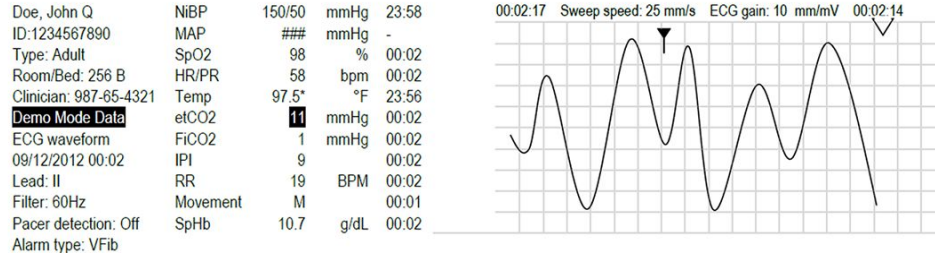 Doe, John Q NiBP 150/50 mmHg 23:58
ID:1234567890 MAP ### mmHg -
Type: Adult SpO2 98 % 00:02
Room/Bed: 256 B HR/PR 58 bpm 00:02
Clinician: 987-65-4321 Temp 97.5* °F 23:56
Demo Mode Data etCO2 11 mmHg 00:02
ECG waveform FiCO2 1 mmHg 00:02
09/12/2012 00:02 IPI 9 00:02
Lead: II RR 19 BPM 00:02
Filter: 60Hz Movement M 00:01
Pacer detection: Off SpHb 10.7 g/dL 00:02
Alarm type: VFib
00:02:17 Sweep speed: 25 mm/s ECG gain: 10 mm/mV 00:02:14